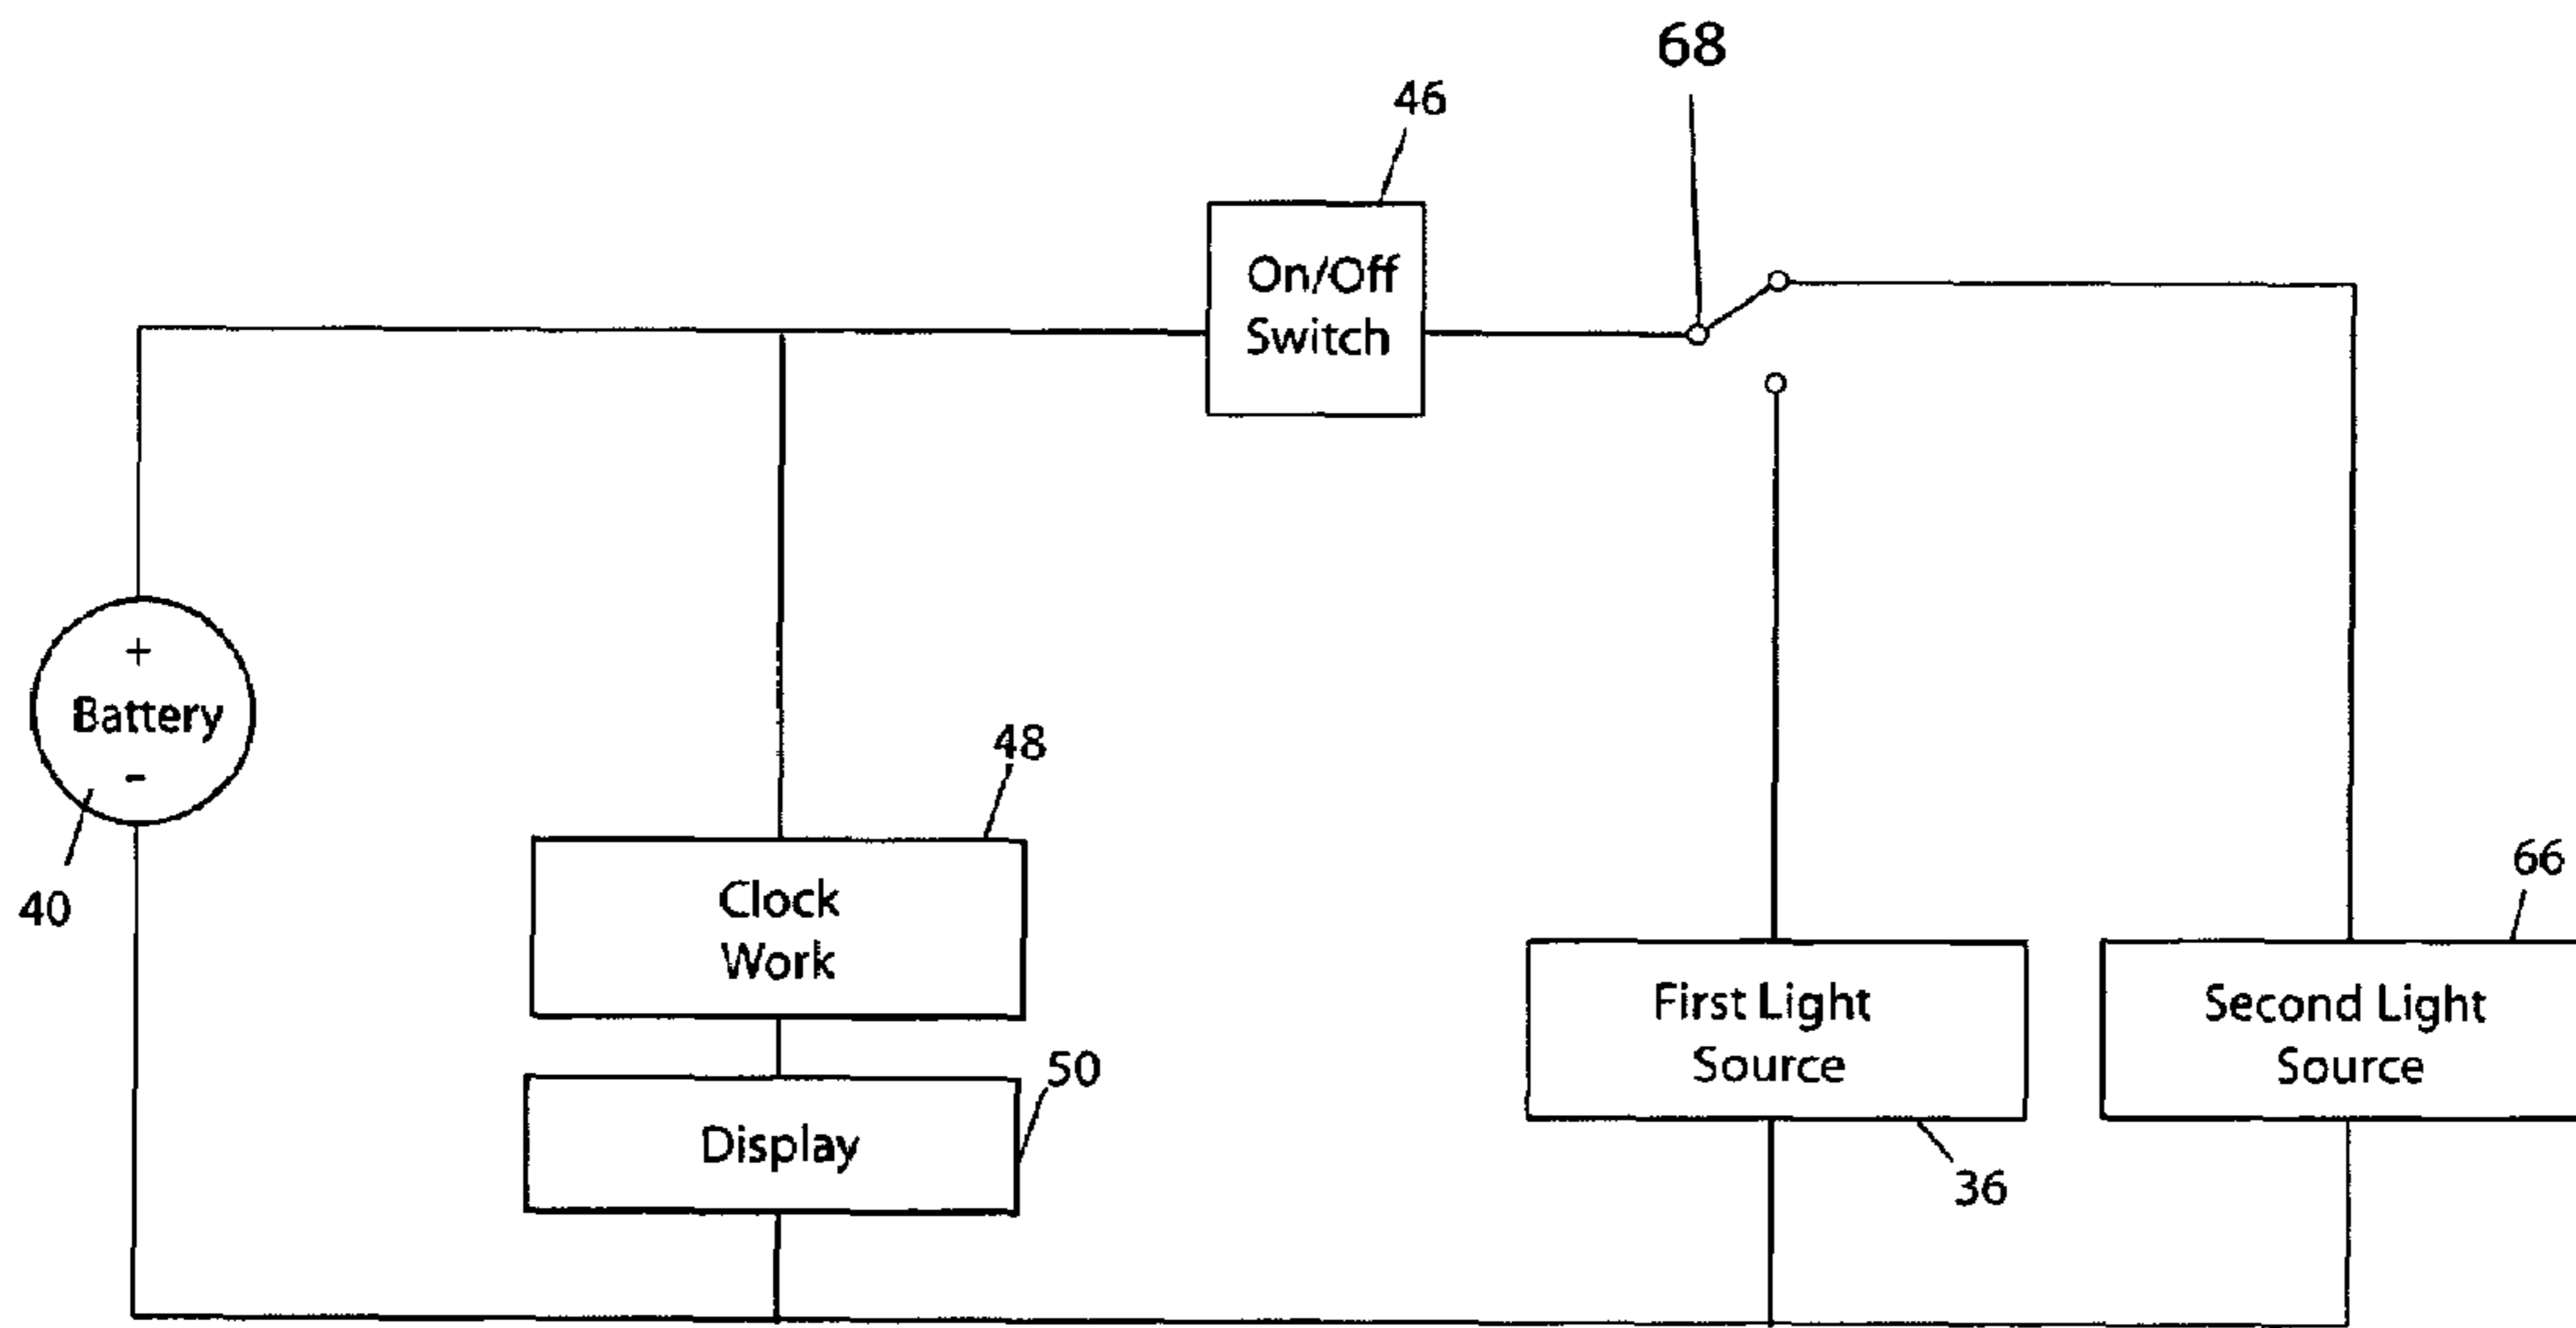 68
46
On/Off
Switch
+
Battery
-
40
48
Clock
Work
50
Display
66
First Light
Source
Second Light
Source
36